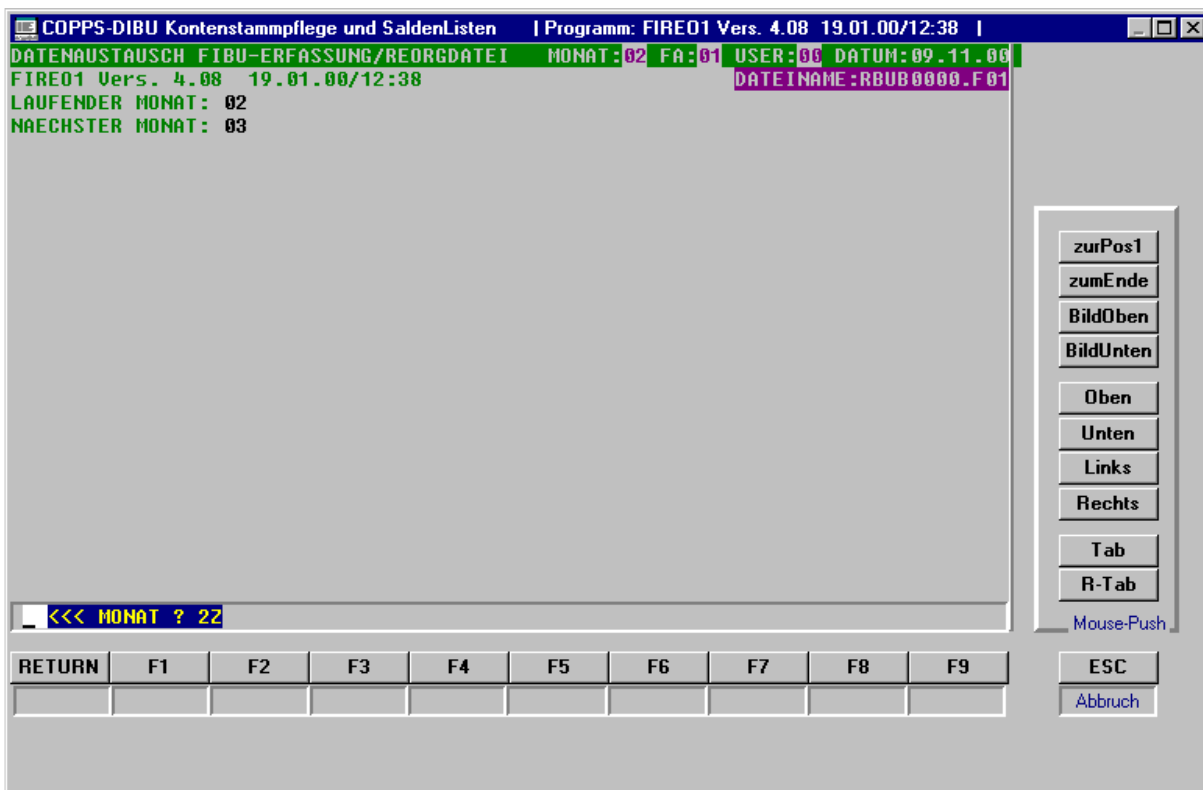 COPPS-DIBU Kontenstammpflege und SaldenListen | Programm: FIREO1 Vers. 4.08 19.01.00/12:38 |
DATENAUSTAUSCH FIBU-ERFASSUNG/REORGDATEI MONAT:02 FA:01 USER:00 DATUM:09.11.00
FIREO1 Vers. 4.08 19.01.00/12:38 DATEINAME:RBUB0000.F01
LAUFENDER MONAT: 02
NAECHSTER MONAT: 03
zurPos1
zumEnde
BildOben
BildUnten
Oben
Unten
Links
Rechts
Tab
R-Tab
Mouse-Push
_ <<< MONAT ? 2Z
RETURN F1 F2 F3 F4 F5 F6 F7 F8 F9 ESC
Abbruch